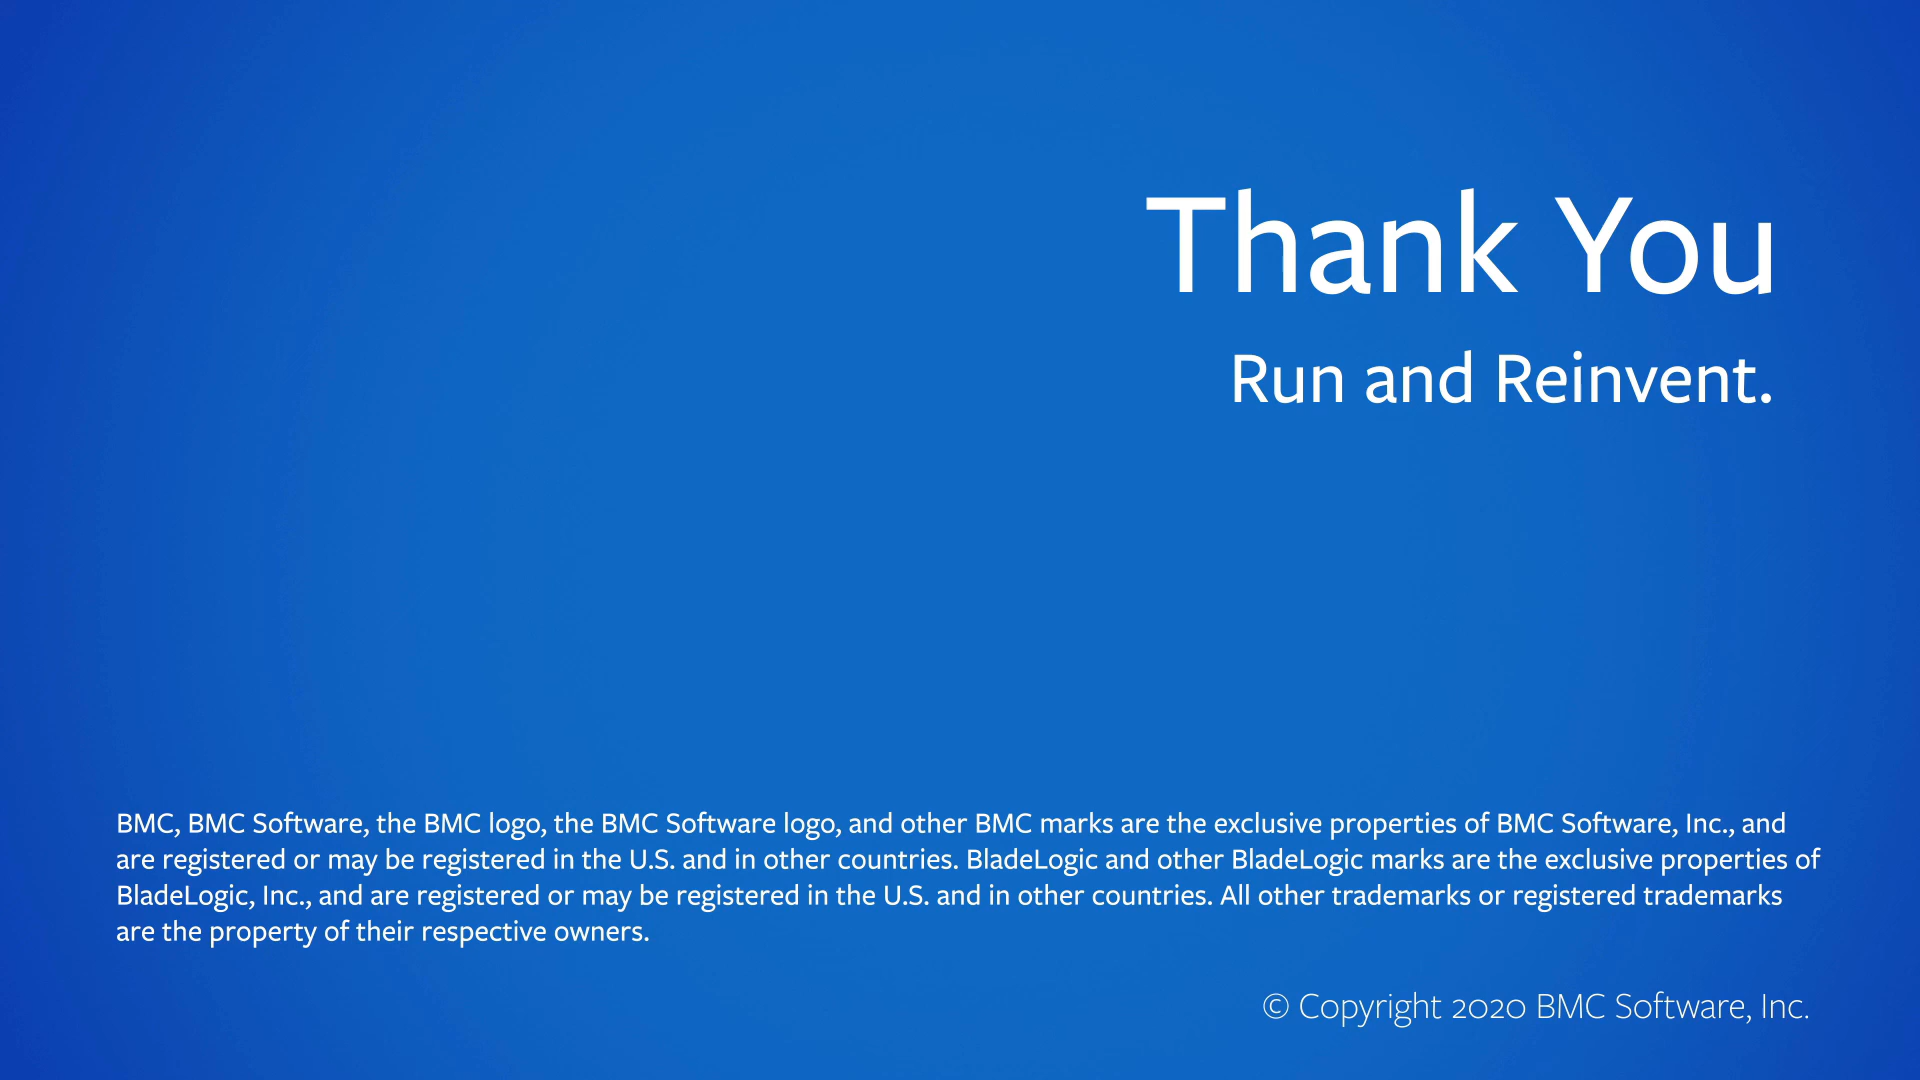 Thank You
Run and Reinvent.
BMC, BMC Software, the BMC logo, the BMC Software logo, and other BMC marks are the exclusive properties of BMC Software, Inc., and
are registered or may be registered in the U.S. and in other countries. BladeLogic and other BladeLogic marks are the exclusive properties of
BladeLogic, Inc., and are registered or may be registered in the U.S. and in other countries. All other trademarks or registered trademarks
are the property of their respective owners.
© Copyright 2020 BMC Software, Inc.